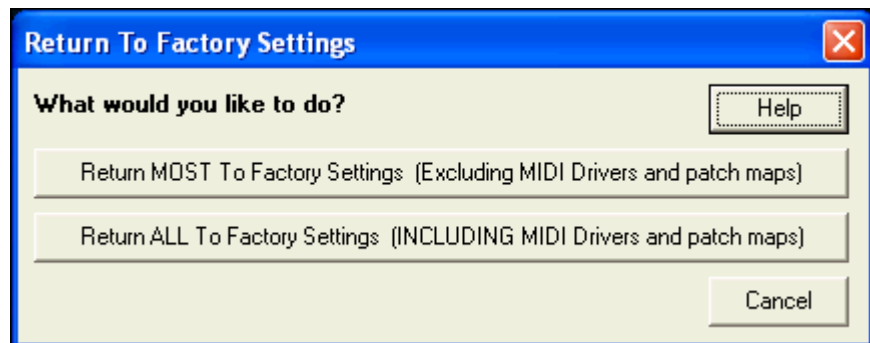 Return To Factory Settings
What would you like to do?
Help
Return MOST To Factory Settings (Excluding MIDI Drivers and patch maps)
Return ALL To Factory Settings (INCLUDING MIDI Drivers and patch maps)
Cancel